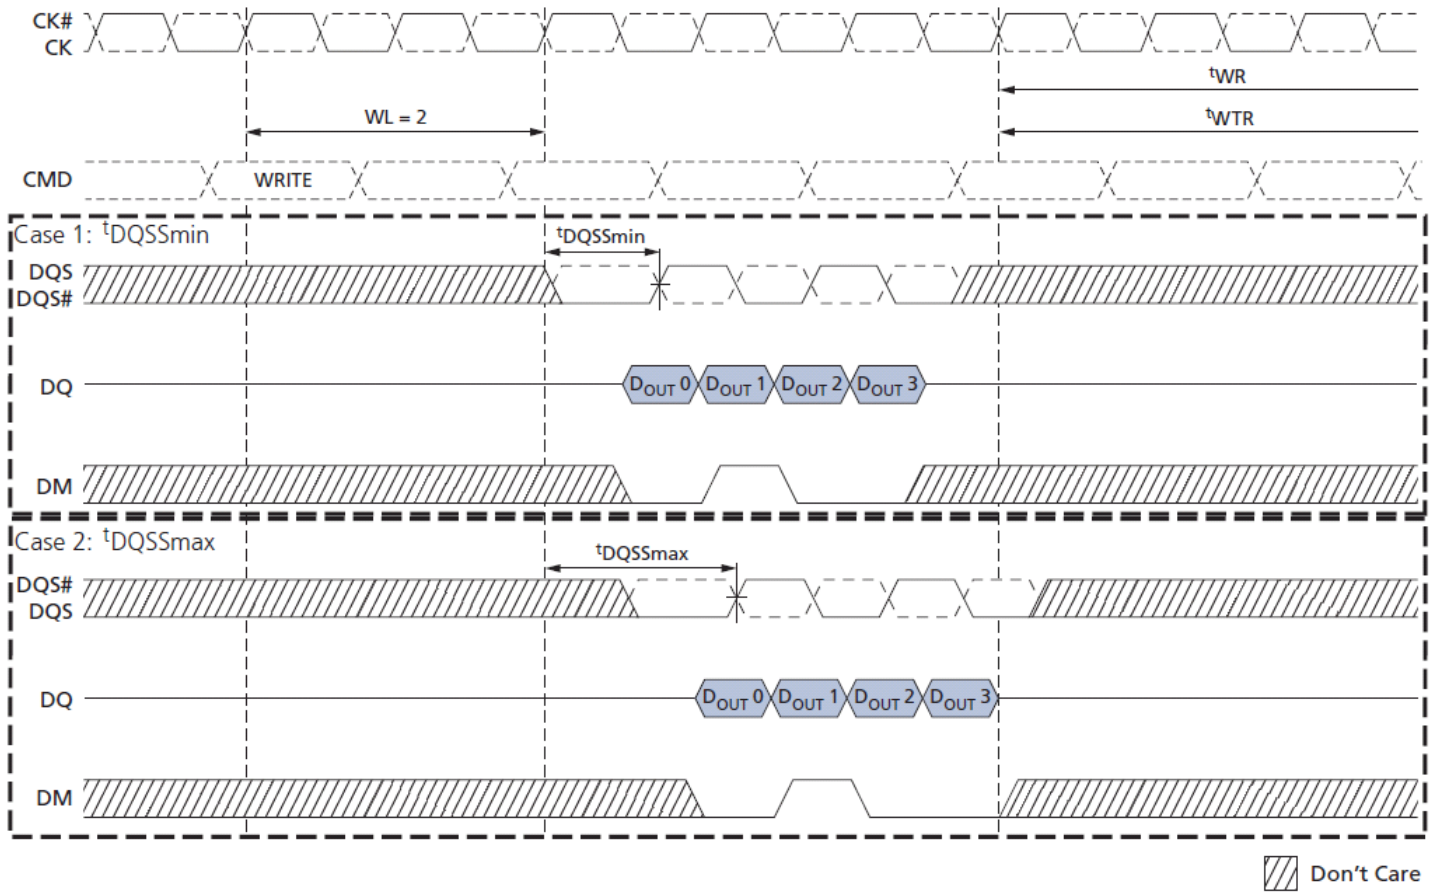 CK#
CK
tWR
WL = 2
tWTR
CMD
WRITE
Case 1: tDQSSmin
tDQSSmin
DQS
DQS#
DQ
DOUT 0 DOUT 1 DOUT 2 DOUT 3
DM
Case 2: tDQSSmax
tDQSSmax
DQS#
DQS
DQ
DOUT 0 DOUT 1 DOUT 2 DOUT 3
DM
Don't Care